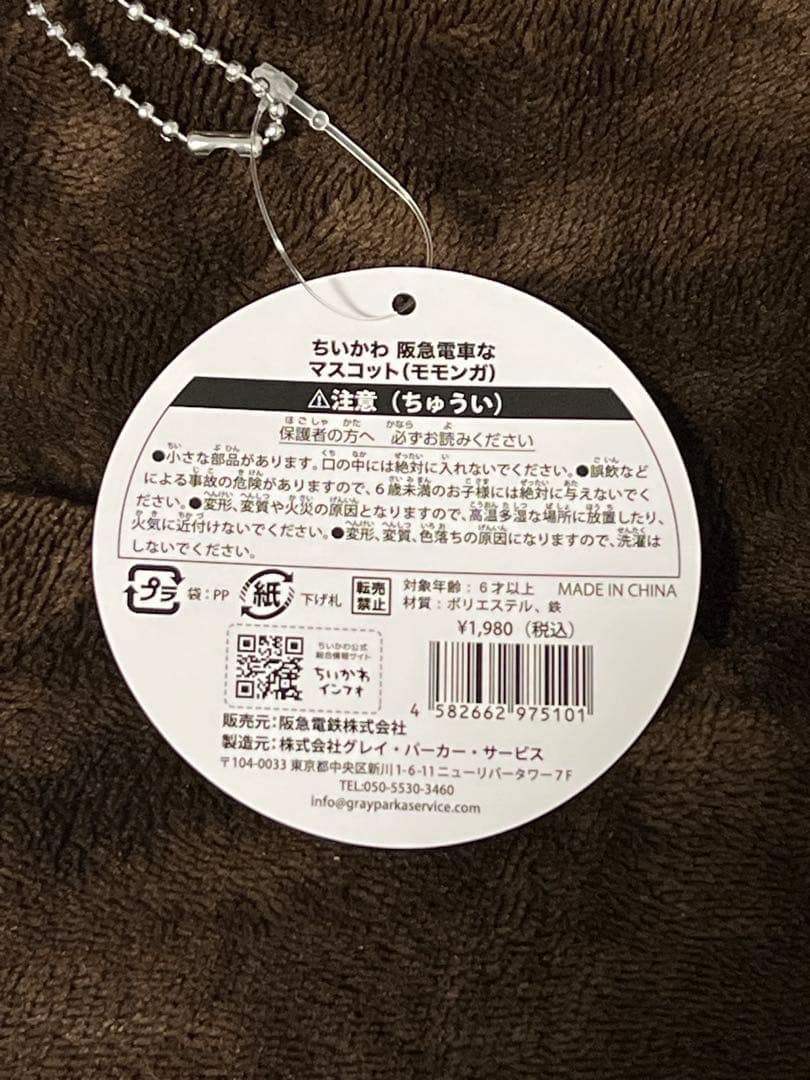 ちいかわ 阪急電車な
マスコット(モモンガ)
⚠注意(ちゅうい)
保護者の方へ 必ずお読みください
●小さな部品があります。口の中には絶対に入れないでください。●誤飲など
による事故の危険がありますので、6歳未満のお子様には絶対に与えないでく
ださい。●変形、変質や火災の原因となりますので、高温多湿な場所に放置したり、
火気に近付けないでください。●変形、変質、色落ちの原因になりますので、洗濯は
しないでください。
プラ 袋:PP 紙 下げ札 転売禁止 対象年齢:6才以上 MADE IN CHINA
材質:ポリエステル、鉄
¥1,980(税込)
ちいかわ公式
総合情報サイト
ちいかわ
インフォ
4 582662 975101
販売元:阪急電鉄株式会社
製造元:株式会社グレイ・パーカー・サービス
〒104-0033 東京都中央区新川1-6-11ニューリバータワー7F
TEL:050-5530-3460
info@grayparkaservice.com